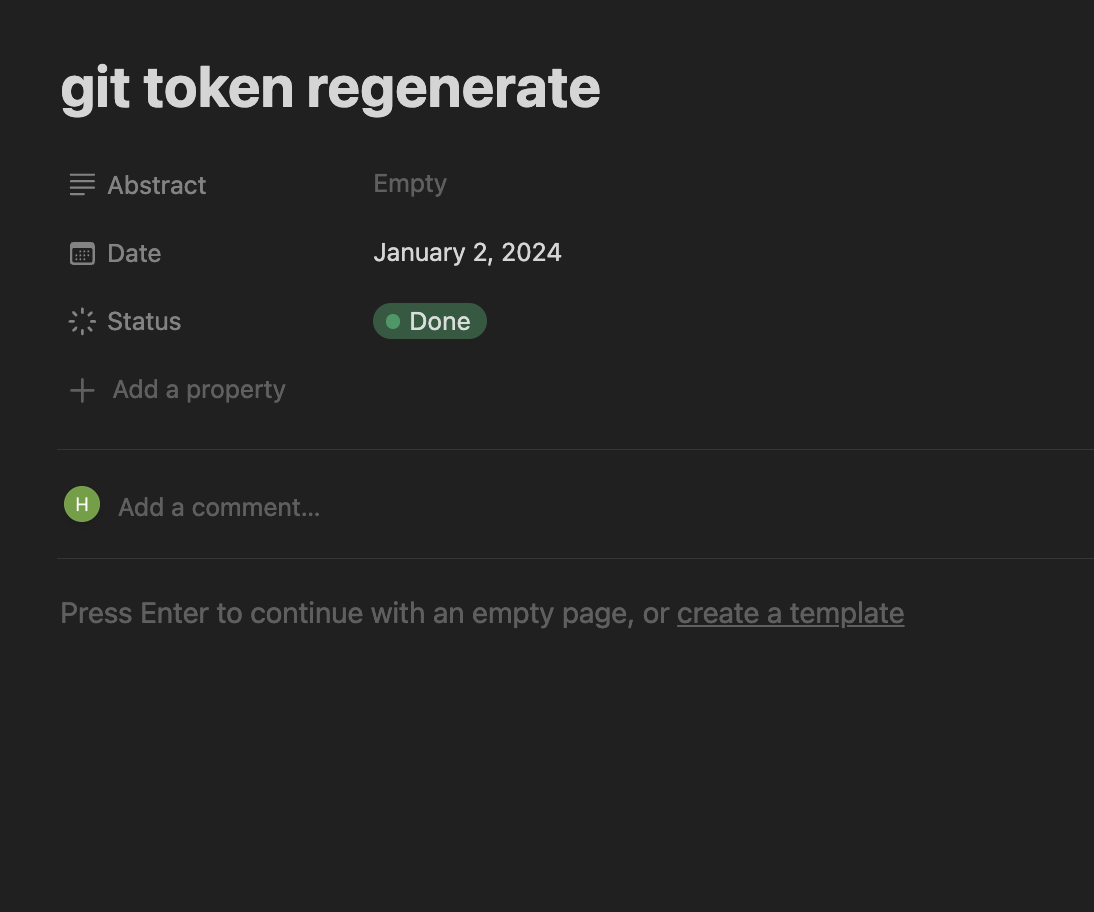 git token regenerate
Abstract Empty
Date January 2, 2024
Status Done
Add a property
H Add a comment...
Press Enter to continue with an empty page, or create a template